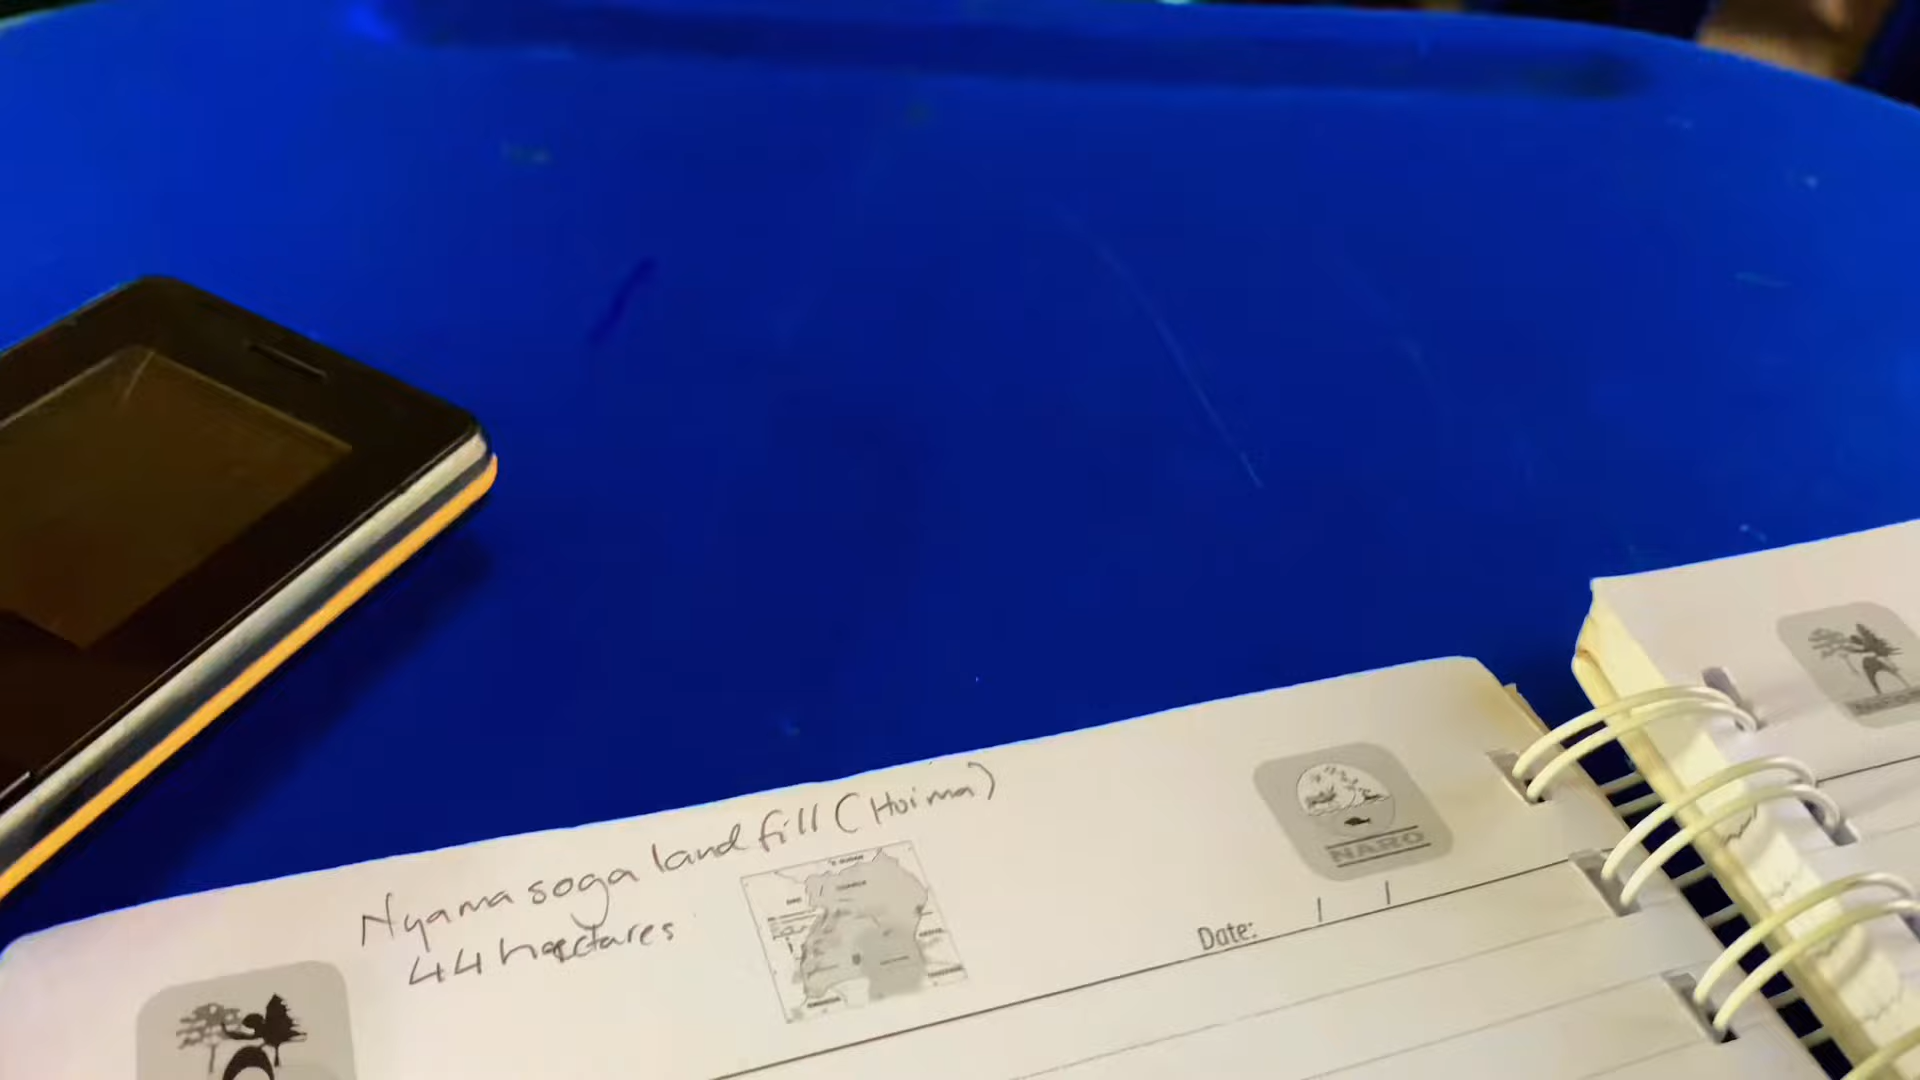 Nyamasoga land fill (Hoima)
44 hectares
NARO
Date: / /